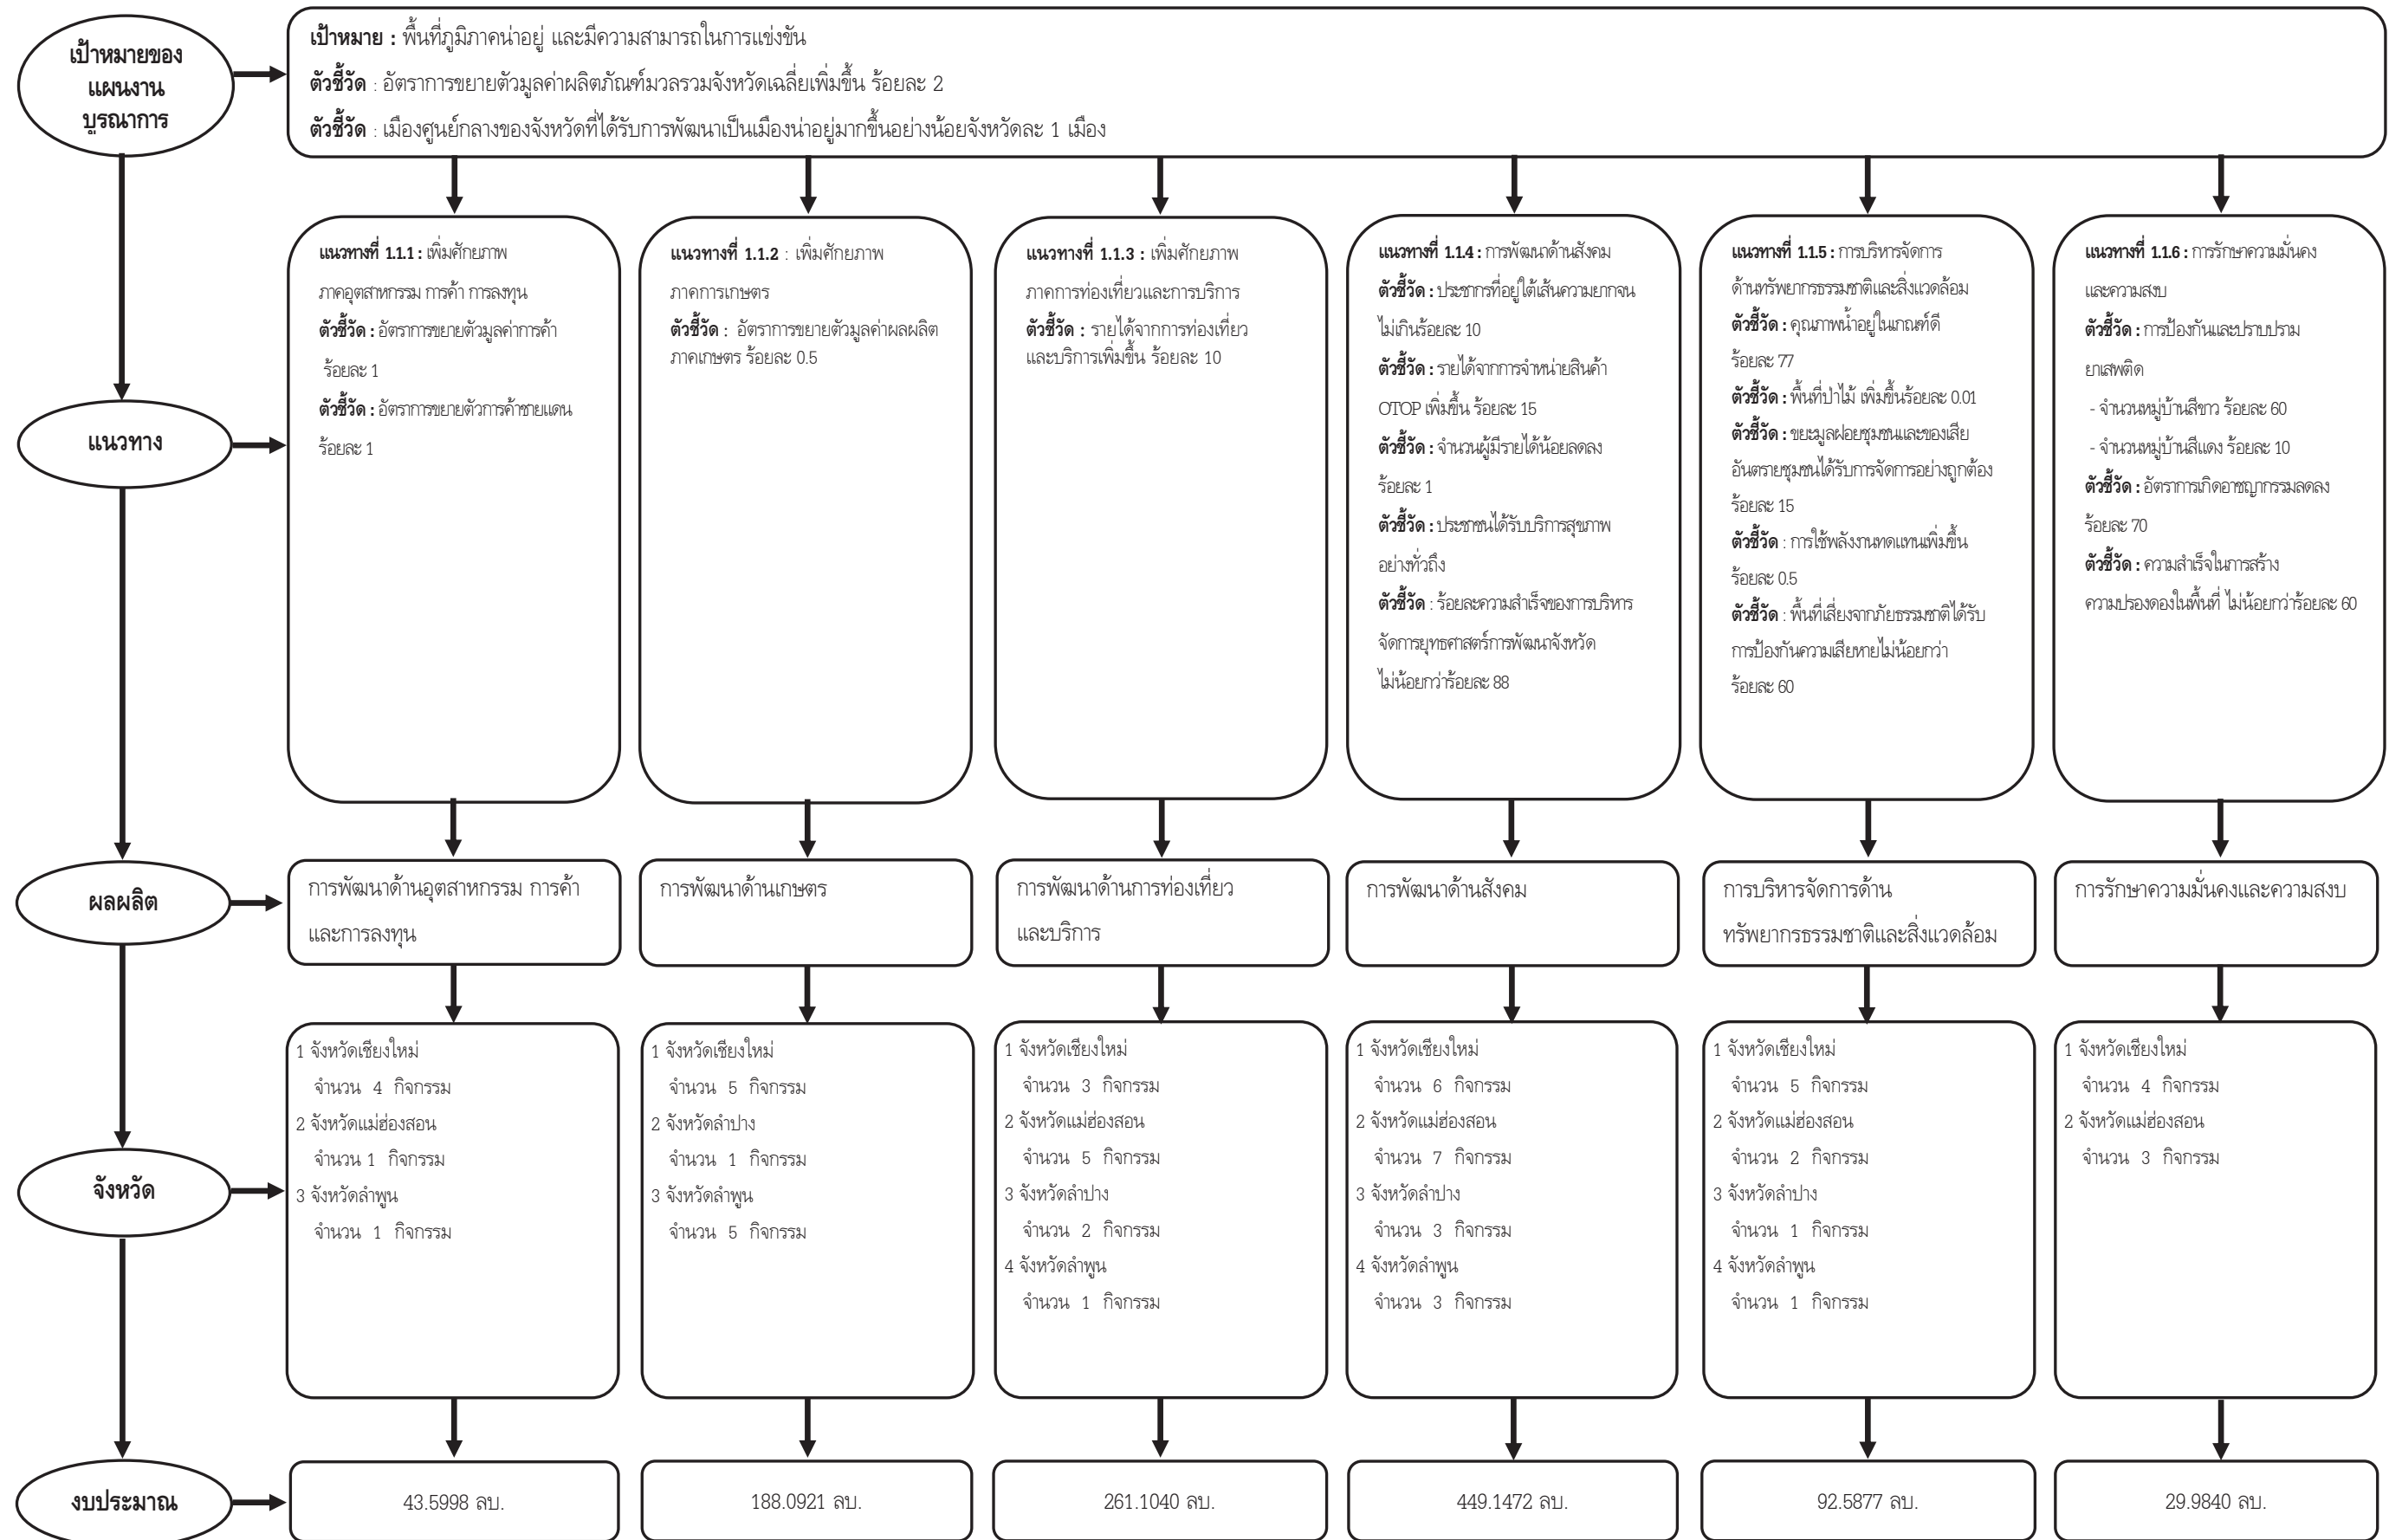 เป้าหมายของ
แผนงาน
บูรณาการ
เป้าหมาย : พื้นที่ภูมิภาคน่าอยู่ และมีความสามารถในการแข่งขัน
ตัวชี้วัด : อัตราการขยายตัวมูลค่าผลิตภัณฑ์มวลรวมจังหวัดเฉลี่ยเพิ่มขึ้น ร้อยละ 2
ตัวชี้วัด : เมืองศูนย์กลางของจังหวัดที่ได้รับการพัฒนาเป็นเมืองน่าอยู่มากขึ้นอย่างน้อยจังหวัดละ 1 เมือง
แนวทาง
แนวทางที่ 1.1.1 : เพิ่มศักยภาพ
ภาคอุตสาหกรรม การค้า การลงทุน
ตัวชี้วัด : อัตราการขยายตัวมูลค่าการค้า
ร้อยละ 1
ตัวชี้วัด : อัตราการขยายตัวการค้าชายแดน
ร้อยละ 1
แนวทางที่ 1.1.2 : เพิ่มศักยภาพ
ภาคการเกษตร
ตัวชี้วัด : อัตราการขยายตัวมูลค่าผลผลิต
ภาคเกษตร ร้อยละ 0.5
แนวทางที่ 1.1.3 : เพิ่มศักยภาพ
ภาคการท่องเที่ยวและการบริการ
ตัวชี้วัด : รายได้จากการท่องเที่ยว
และบริการเพิ่มขึ้น ร้อยละ 10
แนวทางที่ 1.1.4 : การพัฒนาด้านสังคม
ตัวชี้วัด : ประชากรที่อยู่ใต้เส้นความยากจน
ไม่เกินร้อยละ 10
ตัวชี้วัด : รายได้จากการจำหน่ายสินค้า
OTOP เพิ่มขึ้น ร้อยละ 15
ตัวชี้วัด : จำนวนผู้มีรายได้น้อยลดลง
ร้อยละ 1
ตัวชี้วัด : ประชาชนได้รับบริการสุขภาพ
อย่างทั่วถึง
ตัวชี้วัด : ร้อยละความสำเร็จของการบริหาร
จัดการยุทธศาสตร์การพัฒนาจังหวัด
ไม่น้อยกว่าร้อยละ 88
แนวทางที่ 1.1.5 : การบริหารจัดการ
ด้านทรัพยากรธรรมชาติและสิ่งแวดล้อม
ตัวชี้วัด : คุณภาพน้ำอยู่ในเกณฑ์ดี
ร้อยละ 77
ตัวชี้วัด : พื้นที่ป่าไม้ เพิ่มขึ้นร้อยละ 0.01
ตัวชี้วัด : ขยะมูลฝอยชุมชนและของเสีย
อันตรายชุมชนได้รับการจัดการอย่างถูกต้อง
ร้อยละ 15
ตัวชี้วัด : การใช้พลังงานทดแทนเพิ่มขึ้น
ร้อยละ 0.5
ตัวชี้วัด : พื้นที่เสี่ยงจากภัยธรรมชาติได้รับ
การป้องกันความเสียหายไม่น้อยกว่า
ร้อยละ 60
แนวทางที่ 1.1.6 : การรักษาความมั่นคง
และความสงบ
ตัวชี้วัด : การป้องกันและปราบปราม
ยาเสพติด
- จำนวนหมู่บ้านสีขาว ร้อยละ 60
- จำนวนหมู่บ้านสีแดง ร้อยละ 10
ตัวชี้วัด : อัตราการเกิดอาชญากรรมลดลง
ร้อยละ 70
ตัวชี้วัด : ความสำเร็จในการสร้าง
ความปรองดองในพื้นที่ ไม่น้อยกว่าร้อยละ 60
ผลผลิต
การพัฒนาด้านอุตสาหกรรม การค้า
และการลงทุน
การพัฒนาด้านเกษตร
การพัฒนาด้านการท่องเที่ยว
และบริการ
การพัฒนาด้านสังคม
การบริหารจัดการด้าน
ทรัพยากรธรรมชาติและสิ่งแวดล้อม
การรักษาความมั่นคงและความสงบ
จังหวัด
1 จังหวัดเชียงใหม่
จำนวน 4 กิจกรรม
2 จังหวัดแม่ฮ่องสอน
จำนวน 1 กิจกรรม
3 จังหวัดลำพูน
จำนวน 1 กิจกรรม
1 จังหวัดเชียงใหม่
จำนวน 5 กิจกรรม
2 จังหวัดลำปาง
จำนวน 1 กิจกรรม
3 จังหวัดลำพูน
จำนวน 5 กิจกรรม
1 จังหวัดเชียงใหม่
จำนวน 3 กิจกรรม
2 จังหวัดแม่ฮ่องสอน
จำนวน 5 กิจกรรม
3 จังหวัดลำปาง
จำนวน 2 กิจกรรม
4 จังหวัดลำพูน
จำนวน 1 กิจกรรม
1 จังหวัดเชียงใหม่
จำนวน 6 กิจกรรม
2 จังหวัดแม่ฮ่องสอน
จำนวน 7 กิจกรรม
3 จังหวัดลำปาง
จำนวน 3 กิจกรรม
4 จังหวัดลำพูน
จำนวน 3 กิจกรรม
1 จังหวัดเชียงใหม่
จำนวน 5 กิจกรรม
2 จังหวัดแม่ฮ่องสอน
จำนวน 2 กิจกรรม
3 จังหวัดลำปาง
จำนวน 1 กิจกรรม
4 จังหวัดลำพูน
จำนวน 1 กิจกรรม
1 จังหวัดเชียงใหม่
จำนวน 4 กิจกรรม
2 จังหวัดแม่ฮ่องสอน
จำนวน 3 กิจกรรม
งบประมาณ
43.5998 ลบ.
188.0921 ลบ.
261.1040 ลบ.
449.1472 ลบ.
92.5877 ลบ.
29.9840 ลบ.